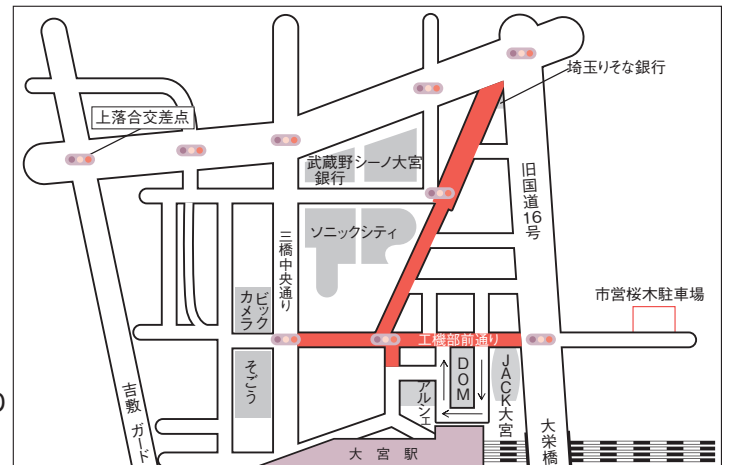 埼玉りそな銀行
上落合交差点
武蔵野
銀行
シーノ大宮
旧国道16号
ソニックシティ
三橋中央通り
ビック
カメラ
市営桜木駐車場
工機部前通り
そごう
DOM
JACK大宮
アルシェ
吉敷 ガード
大栄橋
大宮駅